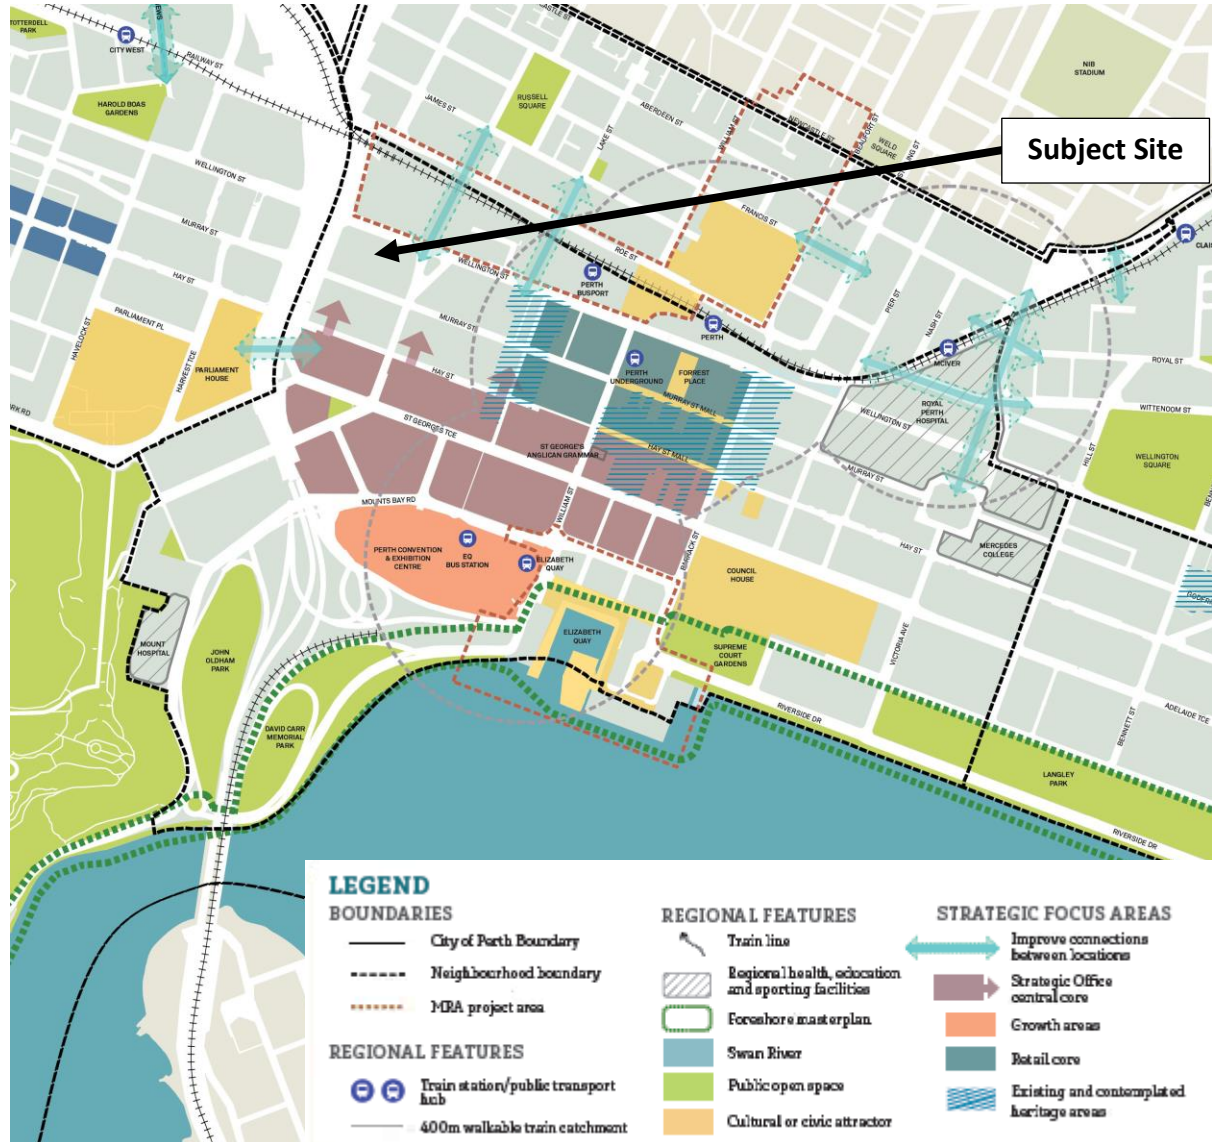 TOTTERDELL
PARK
CITY WEST
RAILWAY ST
HAROLD BOAS
GARDENS
WELLINGTON ST
MURRAY ST
HAY ST
PARLIAMENT PL
HAVELOCK ST
HARVEST TCE
PARLIAMENT
HOUSE
JAMES ST
RUSSELL
SQUARE
LAKE ST
ABERDEEN ST
WILLIAM ST
NEWCASTLE ST
BEAUFORT ST
WELD
SQUARE
NIB
STADIUM
Subject Site
FRANCIS ST
ROE ST
WELLINGTON ST
PERTH
BUSPORT
PERTH
MURRAY ST
HAY ST
PERTH
UNDERGROUND
FORREST
PLACE
MURRAY ST MALL
HAY ST MALL
ST GEORGES TCE
ST GEORGE'S
ANGLICAN GRAMMAR
WILLIAM ST
BARRACK ST
PIER ST
NASH ST
MCIVER
ROYAL
PERTH
HOSPITAL
WELLINGTON ST
MURRAY ST
ROYAL ST
WITTENOOM ST
HILL ST
WELLINGTON
SQUARE
MERCEDES
COLLEGE
HAY ST
MOUNTS BAY RD
PERTH CONVENTION
& EXHIBITION
CENTRE
EQ
BUS STATION
ELIZABETH
QUAY
COUNCIL
HOUSE
ELIZABETH
QUAY
SUPREME
COURT
GARDENS
VICTORIA AVE
MOUNT
HOSPITAL
JOHN
OLDHAM
PARK
DAVID CARR
MEMORIAL
PARK
RIVERSIDE DR
BENNETT ST
ADELAIDE TCE
LANGLEY
PARK
RIVERSIDE DR
LEGEND
BOUNDARIES
City of Perth Boundary
Neighbourhood boundary
MRA project area
REGIONAL FEATURES
Train station/public transport
hub
400m walkable train catchment
REGIONAL FEATURES
Train line
Regional health, education
and sporting facilities
Foreshore masterplan
Swan River
Public open space
Cultural or civic attractor
STRATEGIC FOCUS AREAS
Improve connections
between locations
Strategic Office
central core
Growth areas
Retail core
Existing and contemplated
heritage areas